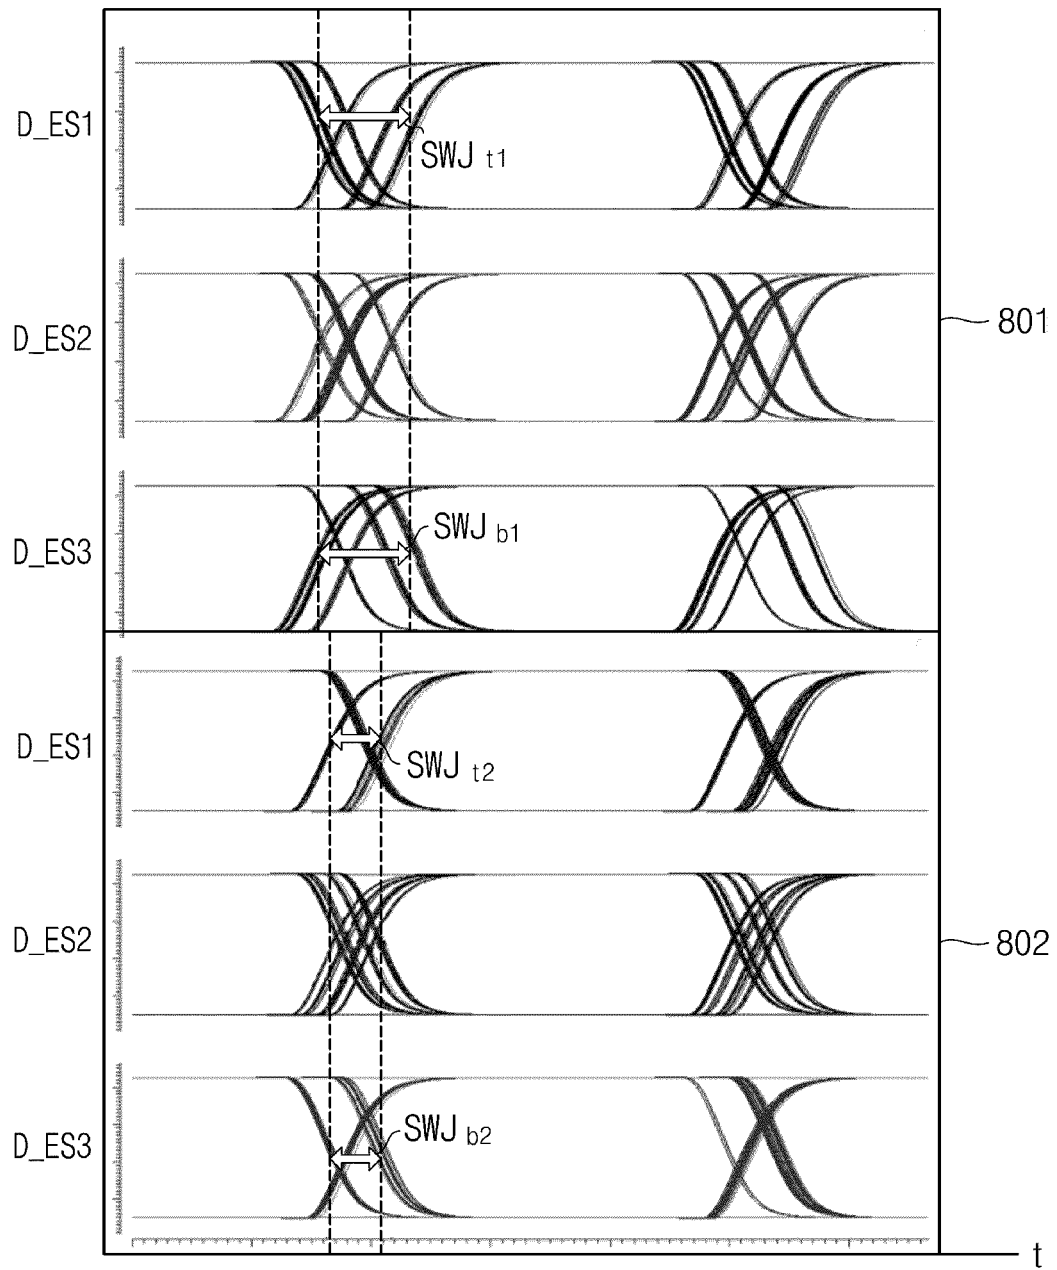 D_ES1
SWJ t1
D_ES2
801
SWJ b1
D_ES3
D_ES1
SWJ t2
D_ES2
802
SWJ b2
D_ES3
t